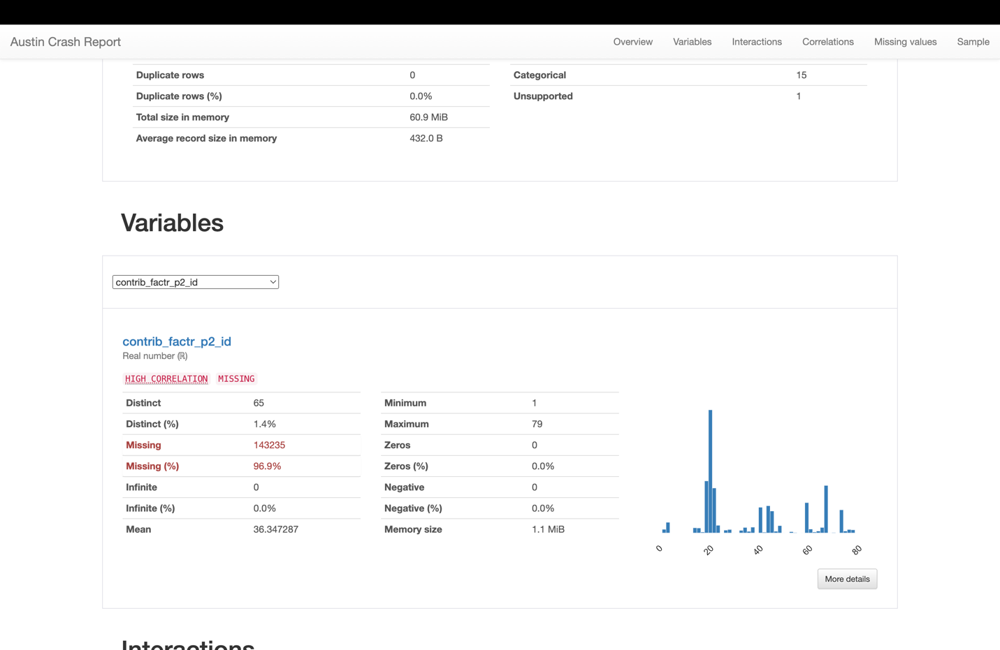 Austin Crash Report Overview Variables Interactions Correlations Missing values Sample
Duplicate rows 0 Categorical 15
Duplicate rows (%) 0.0% Unsupported 1
Total size in memory 60.9 MiB
Average record size in memory 432.0 B
Variables
contrib_factr_p2_id
contrib_factr_p2_id
Real number (ℝ)
HIGH CORRELATION MISSING
Distinct 65 Minimum 1
Distinct (%) 1.4% Maximum 79
Missing 143235 Zeros 0
Missing (%) 96.9% Zeros (%) 0.0%
Infinite 0 Negative 0
Infinite (%) 0.0% Negative (%) 0.0%
Mean 36.347287 Memory size 1.1 MiB
0 20 40 60 80
More details
Interactions